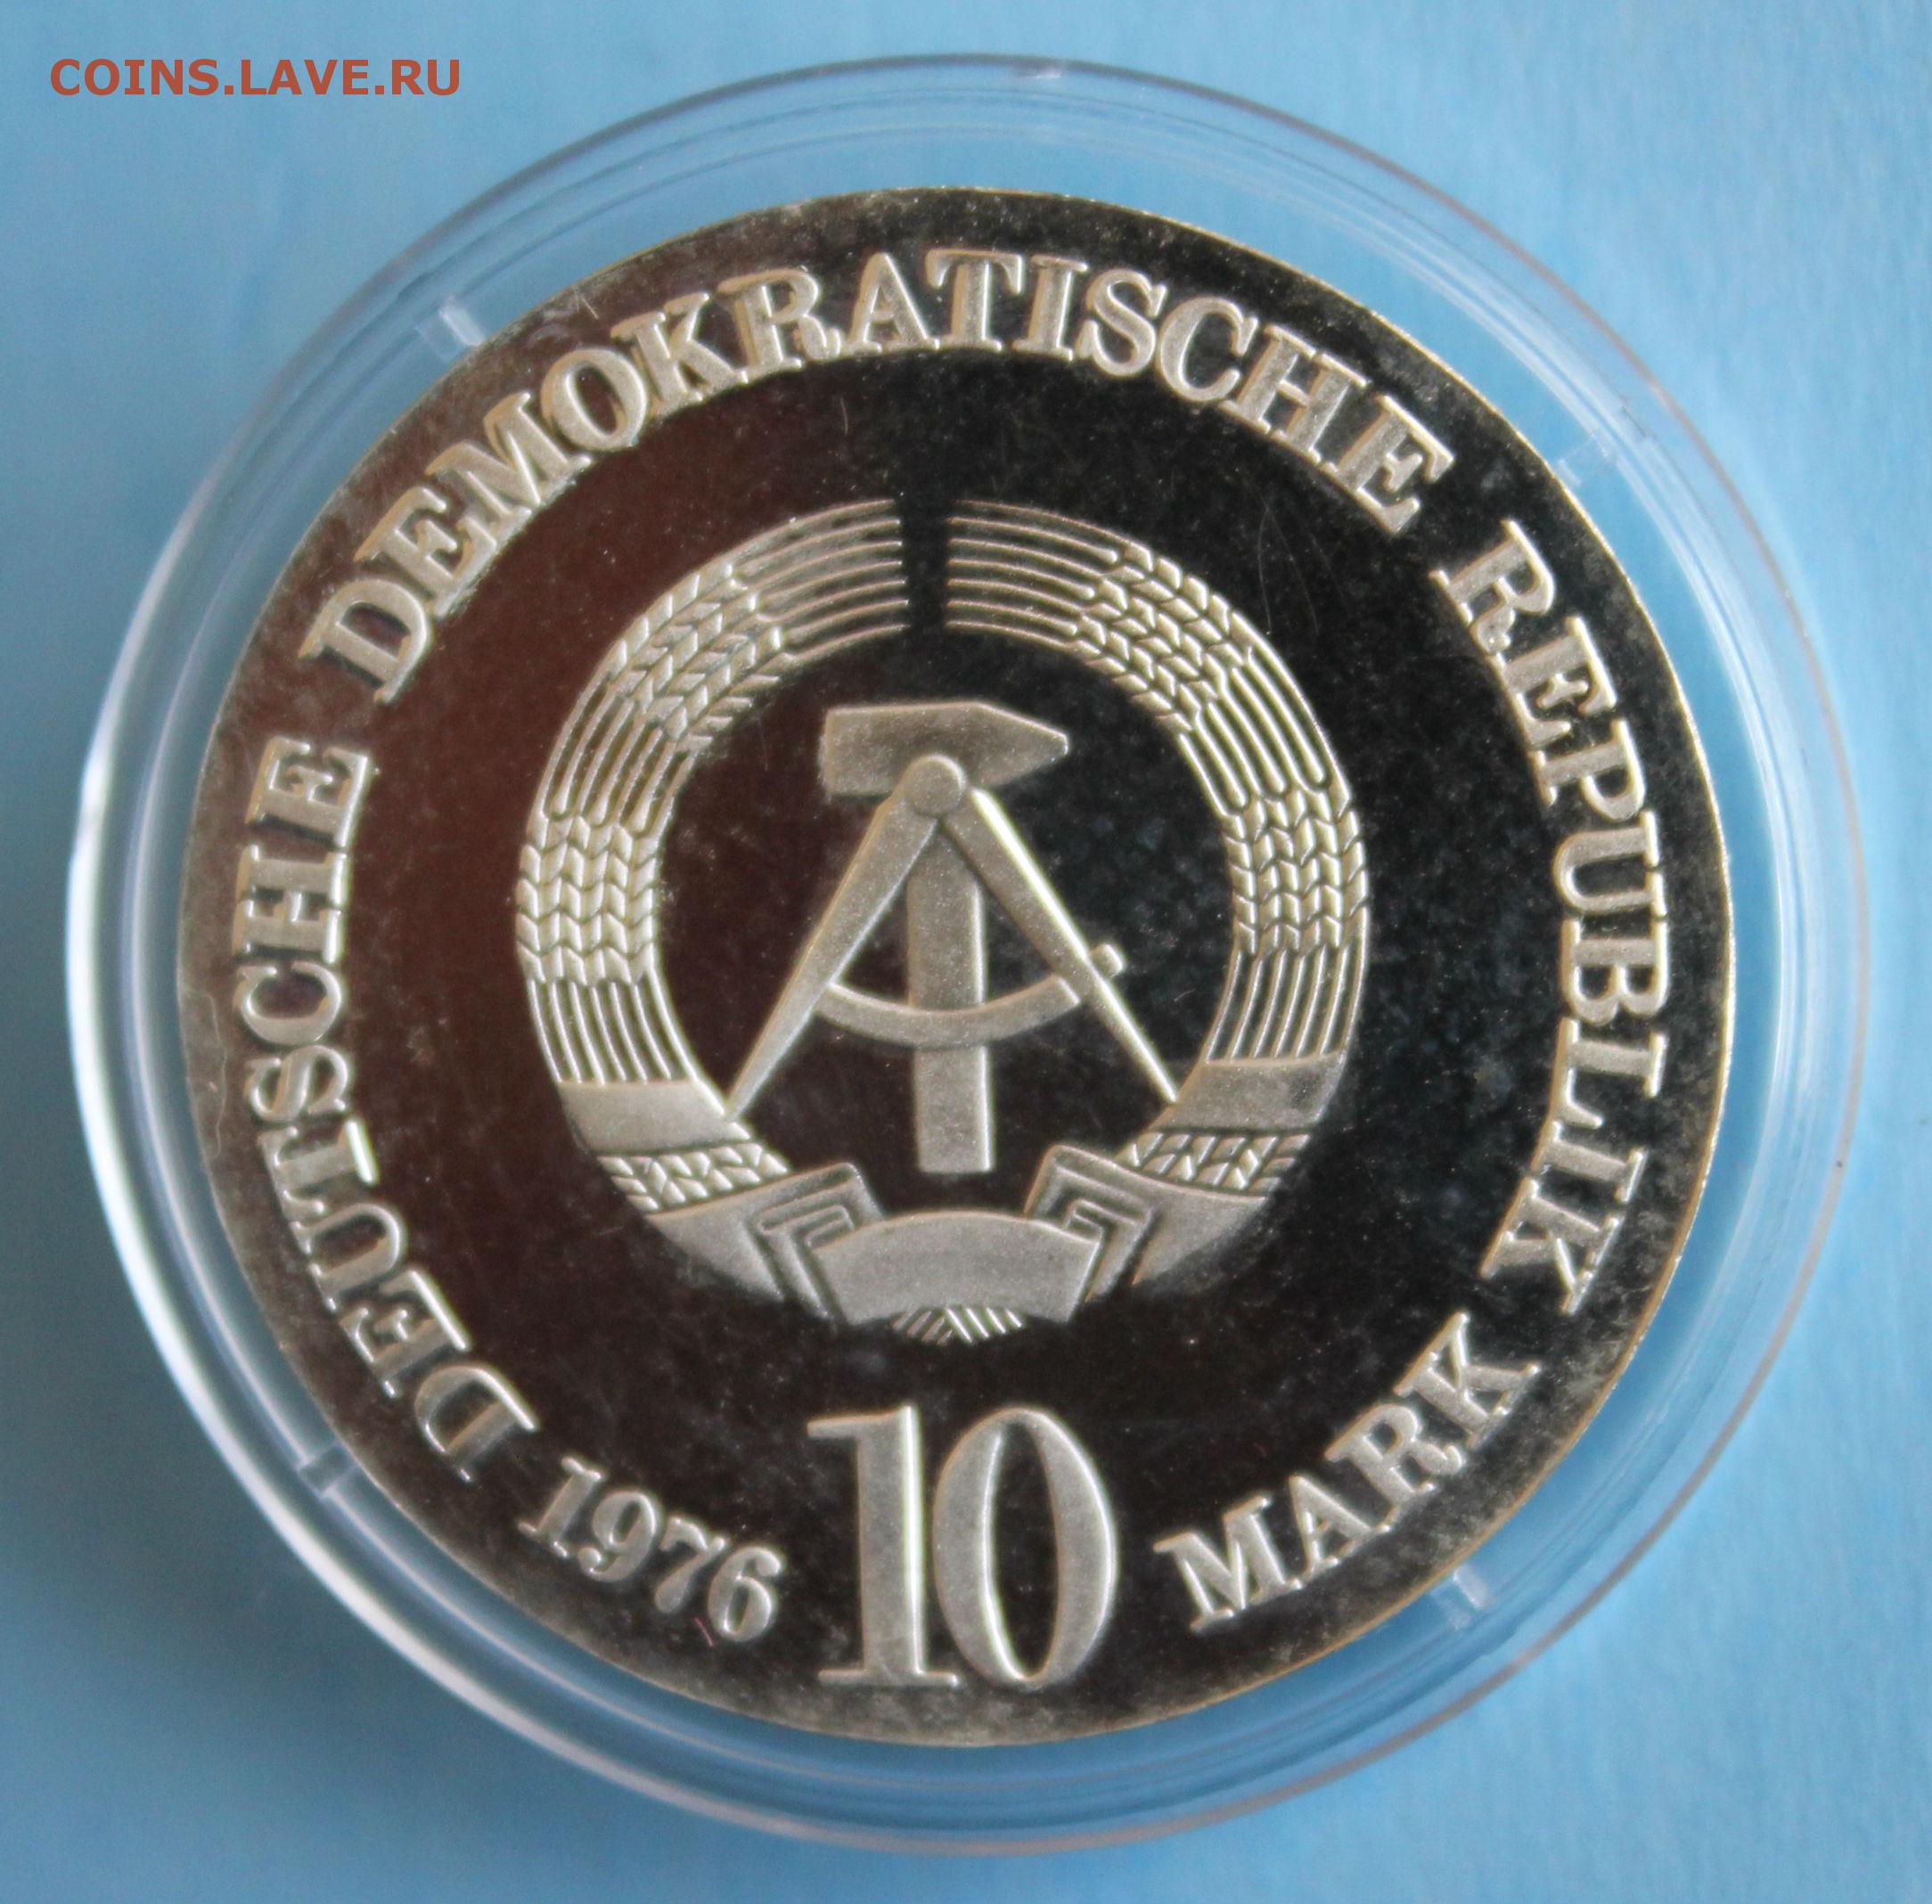 COINS.LAVE.RU
DEUTSCHE DEMOKRATISCHE REPUBLIK
1976 10 MARK